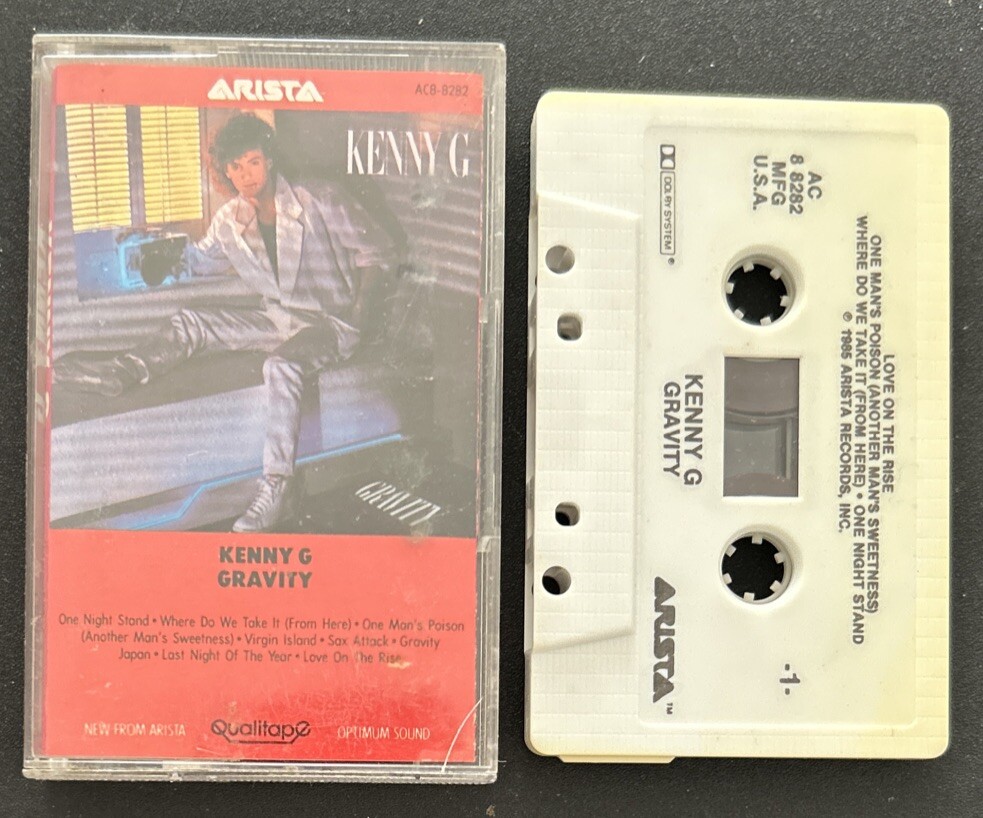 ARISTA
AC8-8282
KENNY G
GRAVITY
KENNY G
GRAVITY
One Night Stand • Where Do We Take It (From Here) • One Man's Poison
(Another Man's Sweetness) • Virgin Island • Sax Attack • Gravity
Japan • Last Night Of The Year • Love On The Rise
NEW FROM ARISTA
Qualitape
OPTIMUM SOUND
LOVE ON THE RISE
ONE MAN'S POISON (ANOTHER MAN'S SWEETNESS)
WHERE DO WE TAKE IT (FROM HERE) • ONE NIGHT STAND
℗ 1985 ARISTA RECORDS, INC.
AC
8 8282
MFG
U.S.A.
KENNY G
GRAVITY
-1-
DOLBY SYSTEM ®
ARISTA™